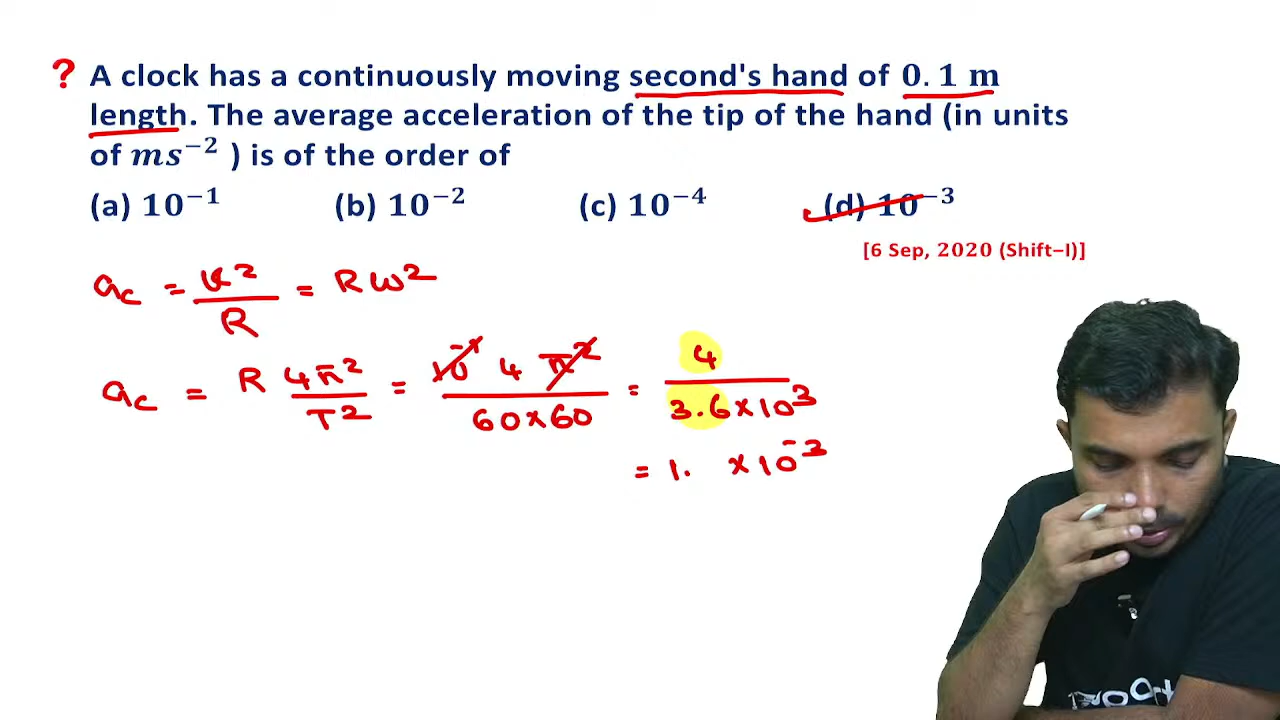 ? A clock has a continuously moving second's hand of 0.1 m
length. The average acceleration of the tip of the hand (in units
of ms⁻² ) is of the order of
(a) 10⁻¹ (b) 10⁻² (c) 10⁻⁴ (d) 10⁻³
[6 Sep, 2020 (Shift–I)]
a_c = v²/R = Rω²
a_c = R 4π²/T² = 10⁻¹ 4 π²/60×60 = 4/3.6×10³
= 1. ×10⁻³